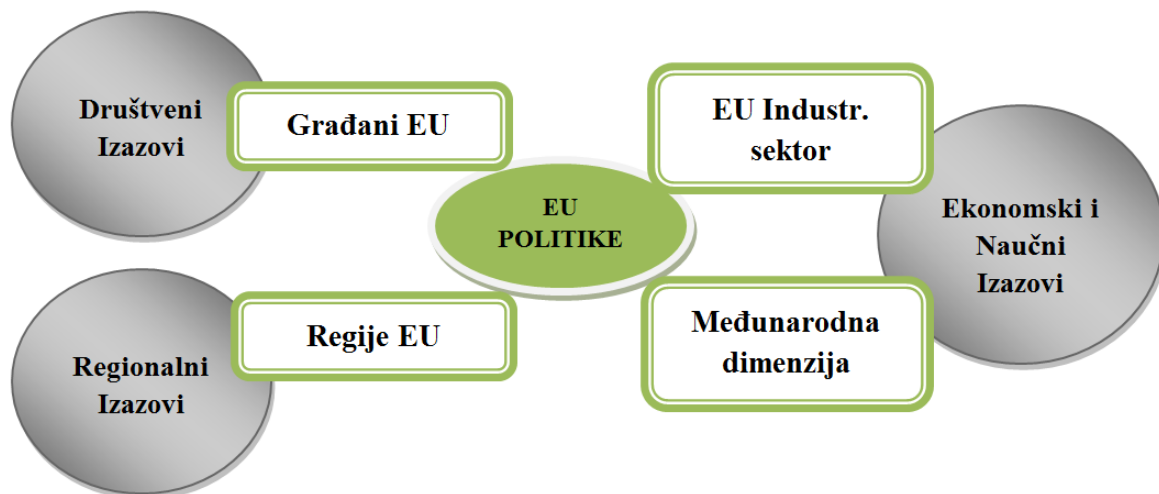 Društveni
Izazovi
Građani EU
EU Industr.
sektor
EU
POLITIKE
Ekonomski i
Naučni
Izazovi
Regionalni
Izazovi
Regije EU
Međunarodna
dimenzija